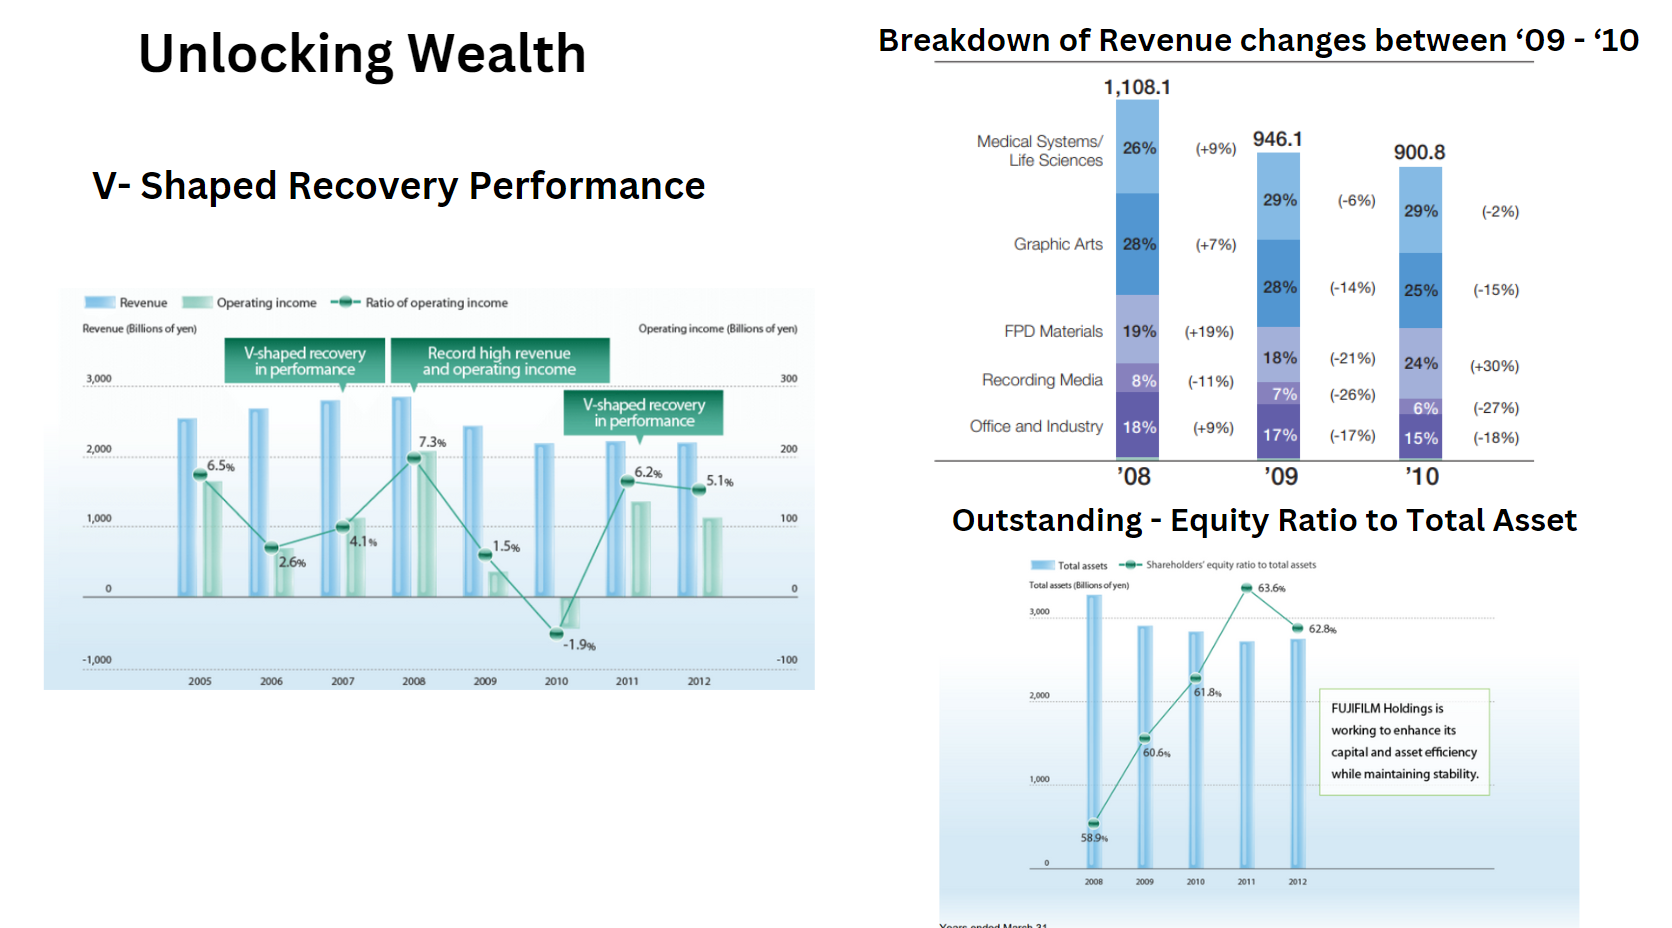 Unlocking Wealth
V- Shaped Recovery Performance
Revenue
Operating income
Ratio of operating income
Revenue (Billions of yen)
Operating income (Billions of yen)
V-shaped recovery
in performance
Record high revenue
and operating income
V-shaped recovery
in performance
3,000
300
2,000
200
1,000
100
0
0
-1,000
-100
6.5%
2.6%
4.1%
7.3%
1.5%
-1.9%
6.2%
5.1%
2005
2006
2007
2008
2009
2010
2011
2012
Breakdown of Revenue changes between ‘09 - ‘10
1,108.1
946.1
900.8
Medical Systems/
Life Sciences
26%
(+9%)
29%
(-6%)
29%
(-2%)
Graphic Arts
28%
(+7%)
28%
(-14%)
25%
(-15%)
FPD Materials
19%
(+19%)
18%
(-21%)
24%
(+30%)
Recording Media
8%
(-11%)
7%
(-26%)
6%
(-27%)
Office and Industry
18%
(+9%)
17%
(-17%)
15%
(-18%)
’08
’09
’10
Outstanding - Equity Ratio to Total Asset
Total assets
Shareholders' equity ratio to total assets
Total assets (Billions of yen)
3,000
2,000
1,000
0
58.9%
60.6%
61.8%
63.6%
62.8%
FUJIFILM Holdings is
working to enhance its
capital and asset efficiency
while maintaining stability.
2008
2009
2010
2011
2012
Years ended March 31